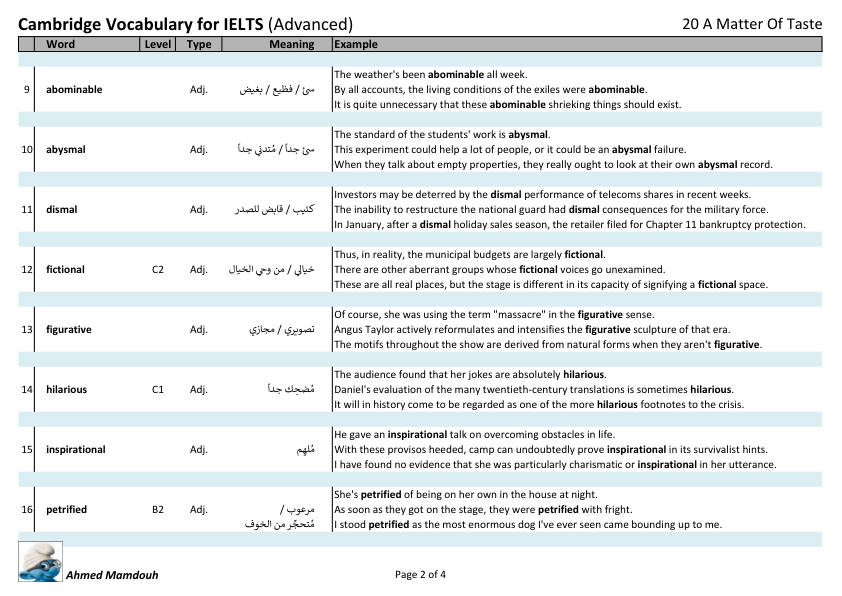 Cambridge Vocabulary for IELTS (Advanced) 20 A Matter Of Taste
Word Level Type Meaning Example
The weather's been abominable all week.
9 abominable Adj. سئ / فظيع / بغيض By all accounts, the living conditions of the exiles were abominable.
It is quite unnecessary that these abominable shrieking things should exist.
The standard of the students' work is abysmal.
10 abysmal Adj. سئ جداً / مُتدني جداً This experiment could help a lot of people, or it could be an abysmal failure.
When they talk about empty properties, they really ought to look at their own abysmal record.
Investors may be deterred by the dismal performance of telecoms shares in recent weeks.
11 dismal Adj. كئيب / قابض للصدر The inability to restructure the national guard had dismal consequences for the military force.
In January, after a dismal holiday sales season, the retailer filed for Chapter 11 bankruptcy protection.
Thus, in reality, the municipal budgets are largely fictional.
12 fictional C2 Adj. خيالي / من وحي الخيال There are other aberrant groups whose fictional voices go unexamined.
These are all real places, but the stage is different in its capacity of signifying a fictional space.
Of course, she was using the term "massacre" in the figurative sense.
13 figurative Adj. تصويري / مجازي Angus Taylor actively reformulates and intensifies the figurative sculpture of that era.
The motifs throughout the show are derived from natural forms when they aren't figurative.
The audience found that her jokes are absolutely hilarious.
14 hilarious C1 Adj. مُضحِك جداً Daniel's evaluation of the many twentieth-century translations is sometimes hilarious.
It will in history come to be regarded as one of the more hilarious footnotes to the crisis.
He gave an inspirational talk on overcoming obstacles in life.
15 inspirational Adj. مُلهِم With these provisos heeded, camp can undoubtedly prove inspirational in its survivalist hints.
I have found no evidence that she was particularly charismatic or inspirational in her utterance.
She's petrified of being on her own in the house at night.
16 petrified B2 Adj. مرعوب / As soon as they got on the stage, they were petrified with fright.
مُتحجِّر من الخوف I stood petrified as the most enormous dog I've ever seen came bounding up to me.
Ahmed Mamdouh Page 2 of 4